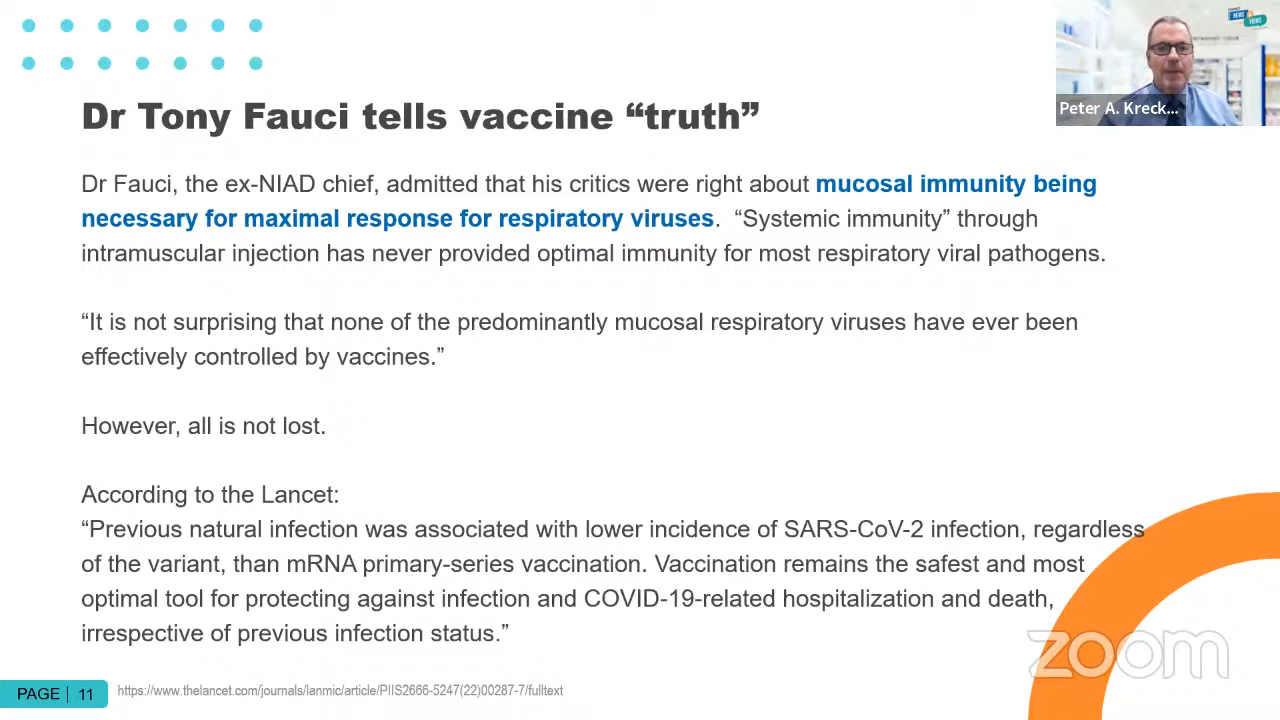 Dr Tony Fauci tells vaccine “truth”
Peter A. Kreck...
NEWS
VIEWS
Dr Fauci, the ex-NIAD chief, admitted that his critics were right about mucosal immunity being
necessary for maximal response for respiratory viruses. “Systemic immunity” through
intramuscular injection has never provided optimal immunity for most respiratory viral pathogens.
“It is not surprising that none of the predominantly mucosal respiratory viruses have ever been
effectively controlled by vaccines.”
However, all is not lost.
According to the Lancet:
“Previous natural infection was associated with lower incidence of SARS-CoV-2 infection, regardless
of the variant, than mRNA primary-series vaccination. Vaccination remains the safest and most
optimal tool for protecting against infection and COVID-19-related hospitalization and death,
irrespective of previous infection status.”
zoom
PAGE | 11
https://www.thelancet.com/journals/lanmic/article/PIIS2666-5247(22)00287-7/fulltext